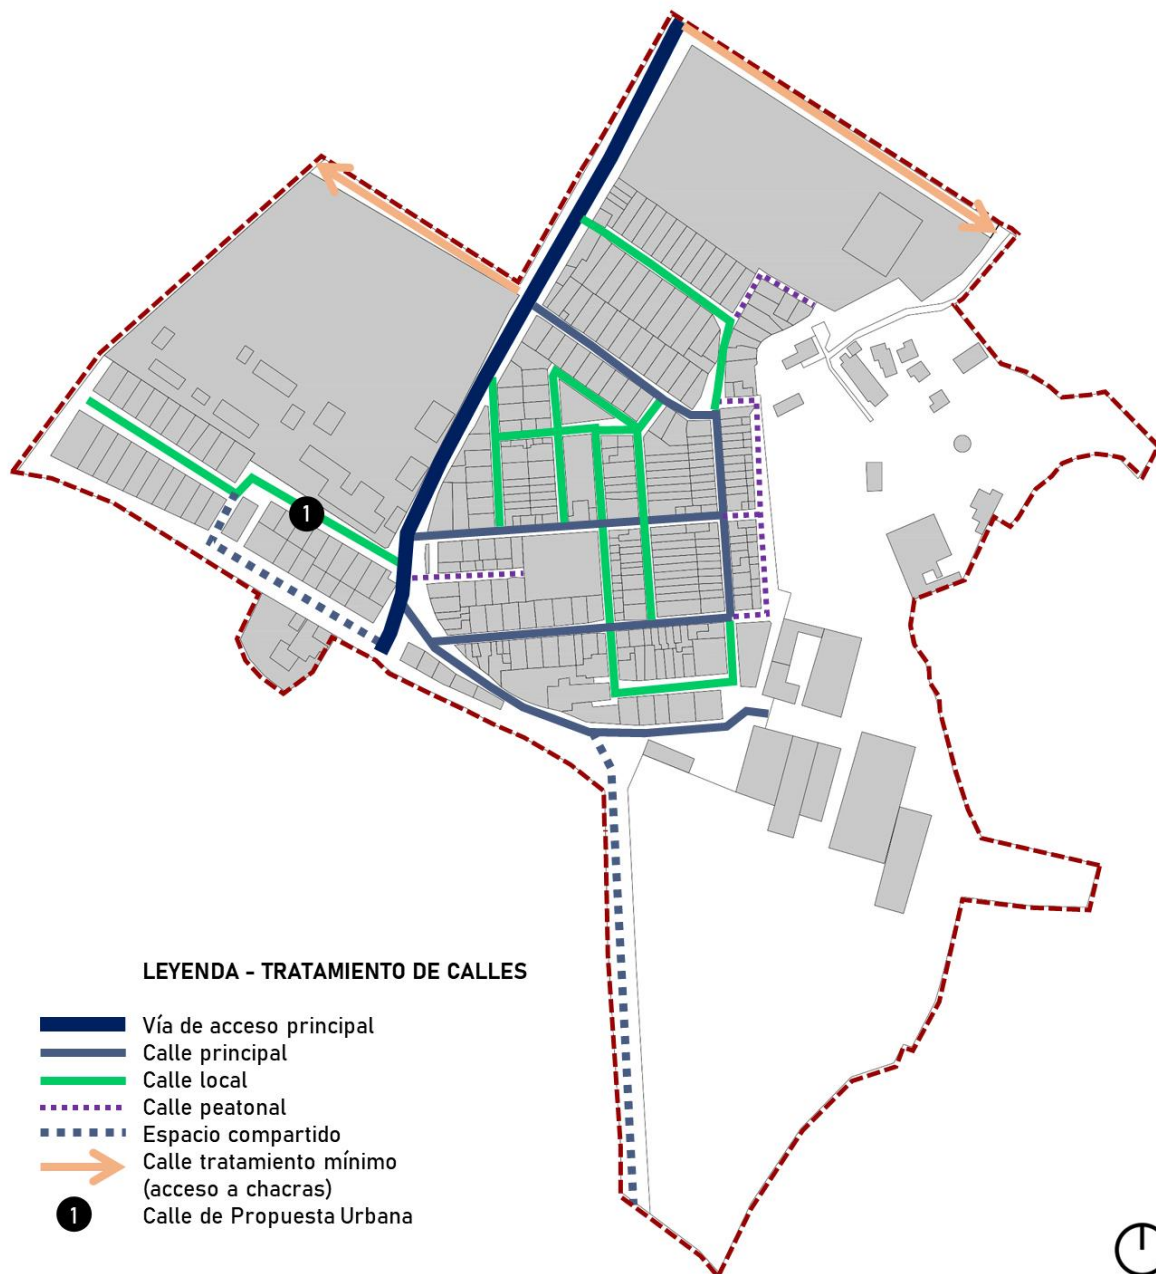 1
LEYENDA - TRATAMIENTO DE CALLES
Vía de acceso principal
Calle principal
Calle local
Calle peatonal
Espacio compartido
Calle tratamiento mínimo
(acceso a chacras)
1 Calle de Propuesta Urbana